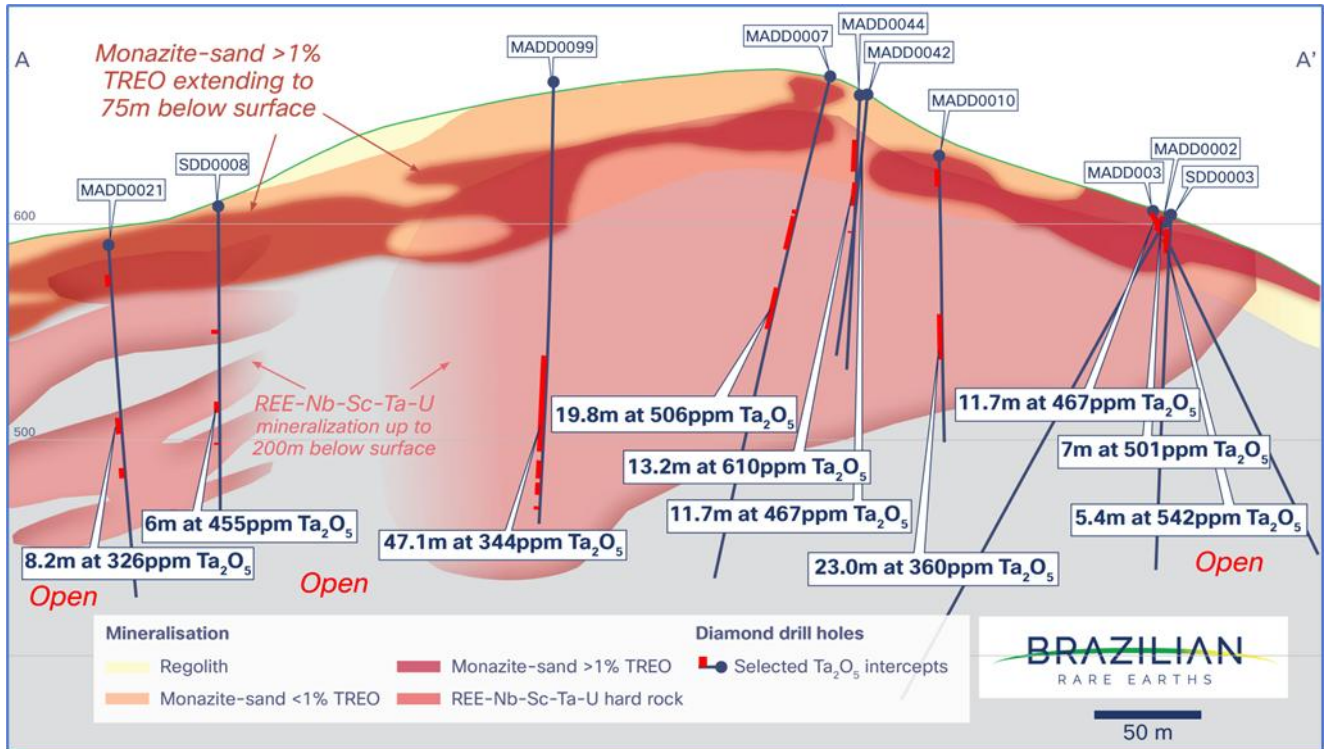 A
A'
Monazite-sand >1%
TREO extending to
75m below surface
MADD0021
SDD0008
MADD0099
MADD0007
MADD0044
MADD0042
MADD0010
MADD003
MADD0002
SDD0003
600
500
REE-Nb-Sc-Ta-U
mineralization up to
200m below surface
19.8m at 506ppm Ta₂O₅
13.2m at 610ppm Ta₂O₅
11.7m at 467ppm Ta₂O₅
11.7m at 467ppm Ta₂O₅
7m at 501ppm Ta₂O₅
5.4m at 542ppm Ta₂O₅
6m at 455ppm Ta₂O₅
47.1m at 344ppm Ta₂O₅
8.2m at 326ppm Ta₂O₅
23.0m at 360ppm Ta₂O₅
Open
Open
Open
Mineralisation
Regolith
Monazite-sand <1% TREO
Monazite-sand >1% TREO
REE-Nb-Sc-Ta-U hard rock
Diamond drill holes
Selected Ta₂O₅ intercepts
BRAZILIAN
RARE EARTHS
50 m